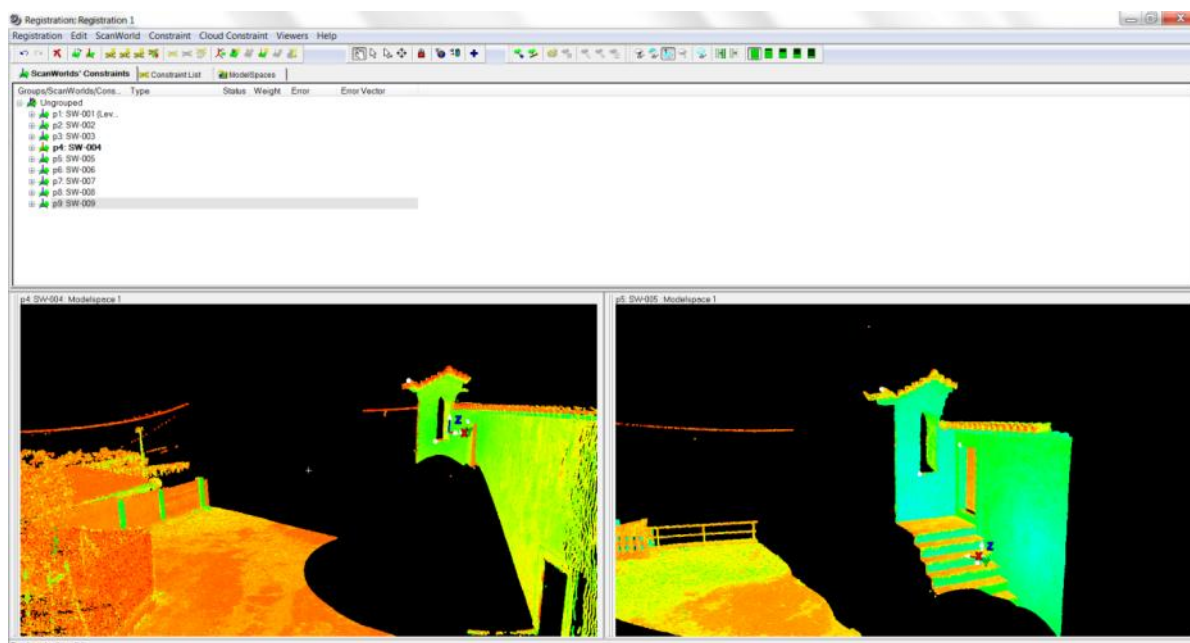 Registration: Registration 1
Registration Edit ScanWorld Constraint Cloud Constraint Viewers Help
ScanWorlds' Constraints Constraint List ModelSpaces
Groups/ScanWorlds/Cons... Type Status Weight Error Error Vector
Ungrouped
p1: SW-001 (Lev...
p2: SW-002
p3: SW-003
p4: SW-004
p5: SW-005
p6: SW-006
p7: SW-007
p8: SW-008
p9: SW-009
p4: SW-004: Modelspace 1 p5: SW-005: Modelspace 1
Z X
Z X